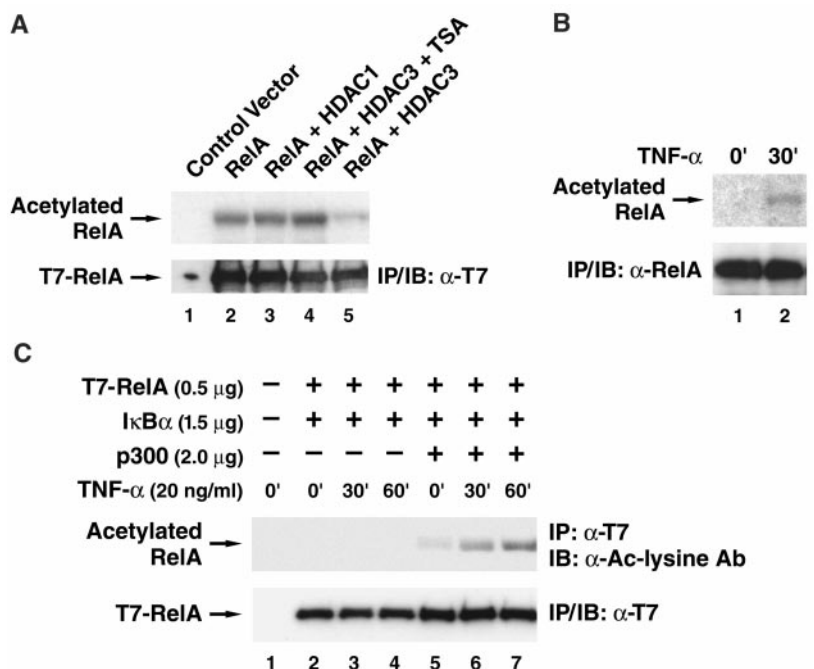 A
Control Vector
RelA
RelA + HDAC1
RelA + HDAC3 + TSA
RelA + HDAC3
Acetylated
RelA
T7-RelA
IP/IB: α-T7
1 2 3 4 5
B
TNF-α 0' 30'
Acetylated
RelA
IP/IB: α-RelA
1 2
C
T7-RelA (0.5 μg) − + + + + + +
IκBα (1.5 μg) − + + + + + +
p300 (2.0 μg) − − − − + + +
TNF-α (20 ng/ml) 0' 0' 30' 60' 0' 30' 60'
Acetylated
RelA
IP: α-T7
IB: α-Ac-lysine Ab
T7-RelA
IP/IB: α-T7
1 2 3 4 5 6 7